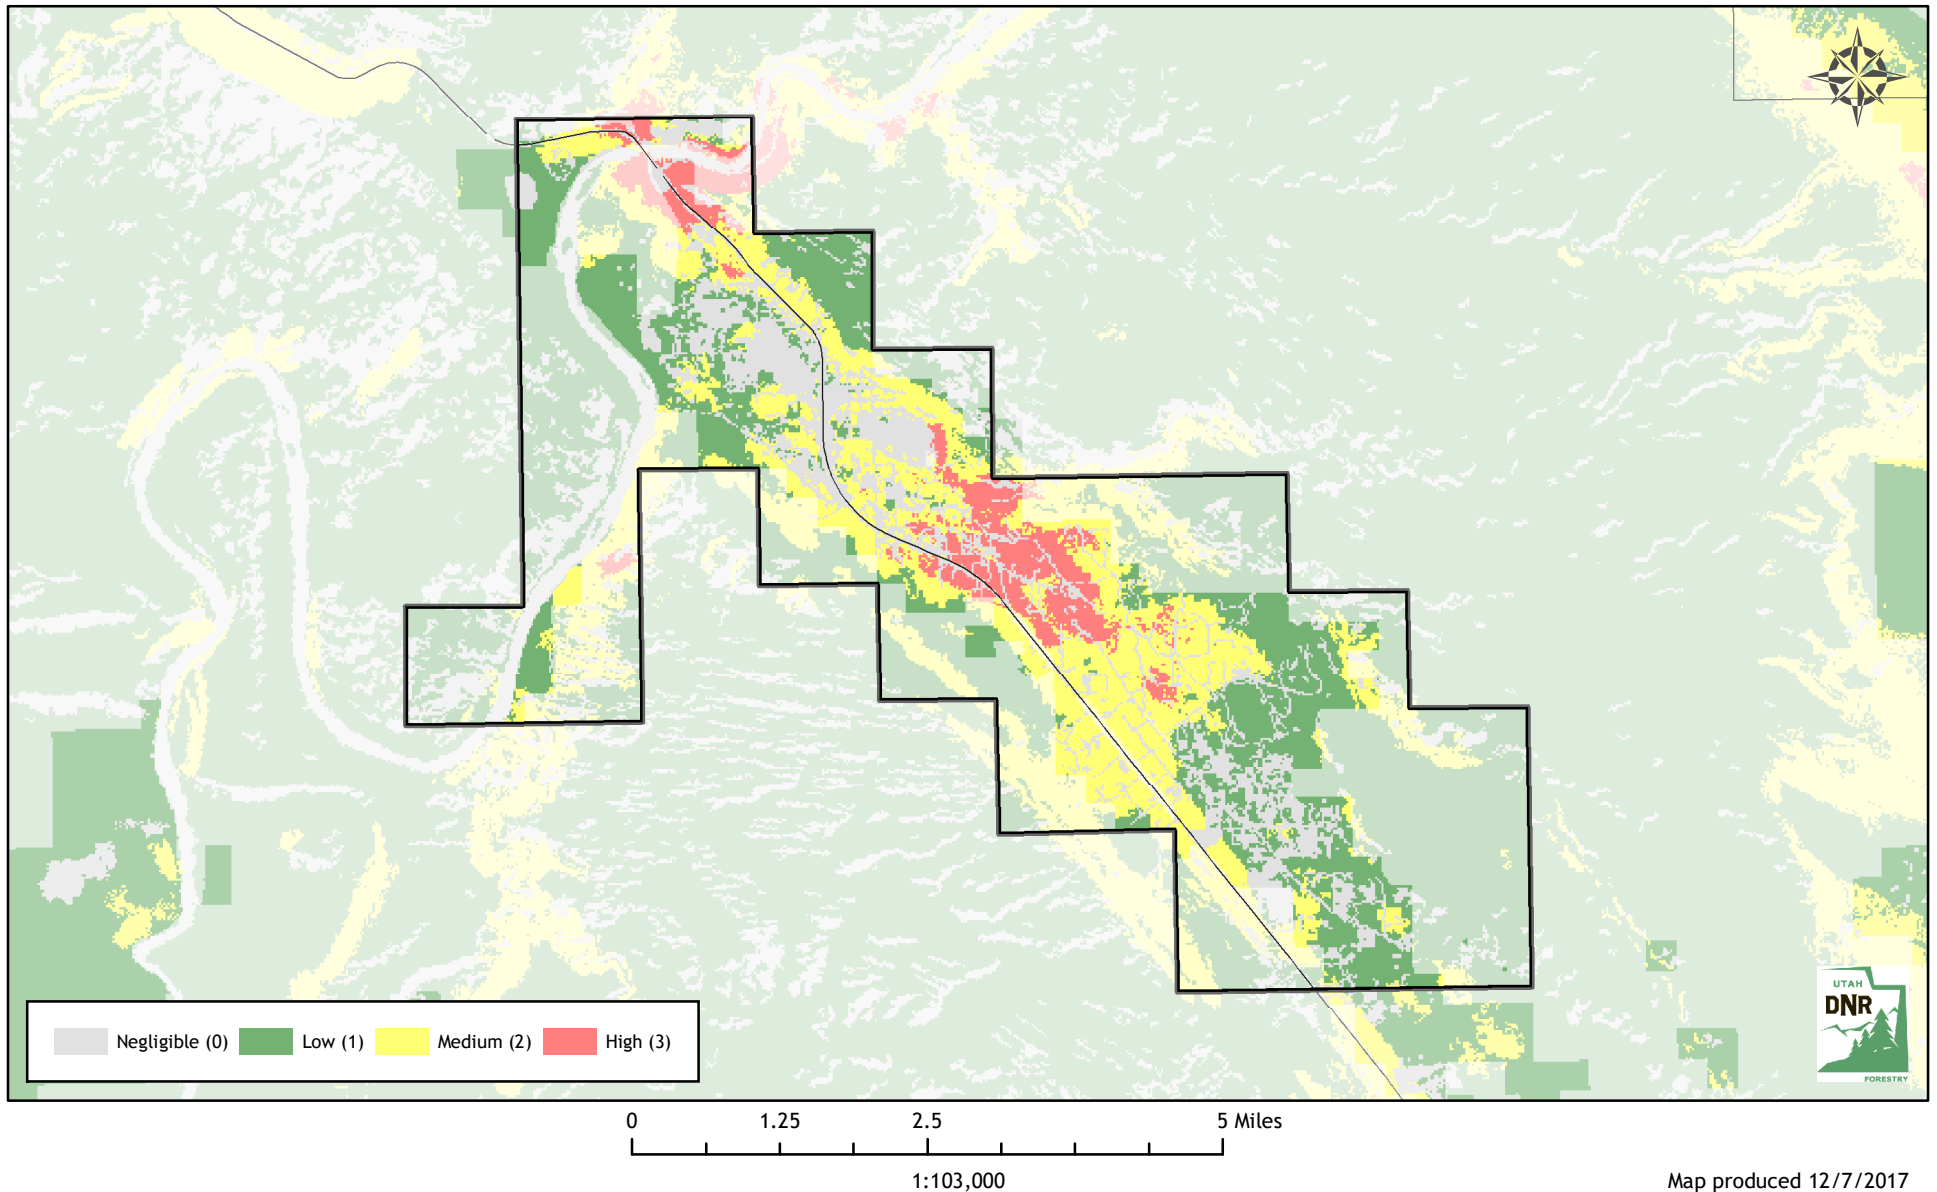 UTAH
DNR
FORESTRY
Negligible (0) Low (1) Medium (2) High (3)
0 1.25 2.5 5 Miles
1:103,000
Map produced 12/7/2017